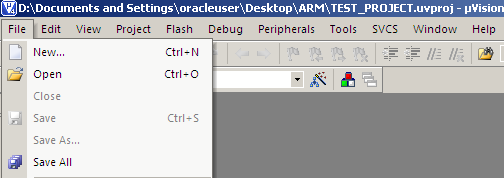 D:\Documents and Settings\oracleuser\Desktop\ARM\TEST_PROJECT.uvproj - µVision
File Edit View Project Flash Debug Peripherals Tools SVCS Window Help
New... Ctrl+N
Open Ctrl+O
Close
Save Ctrl+S
Save As...
Save All